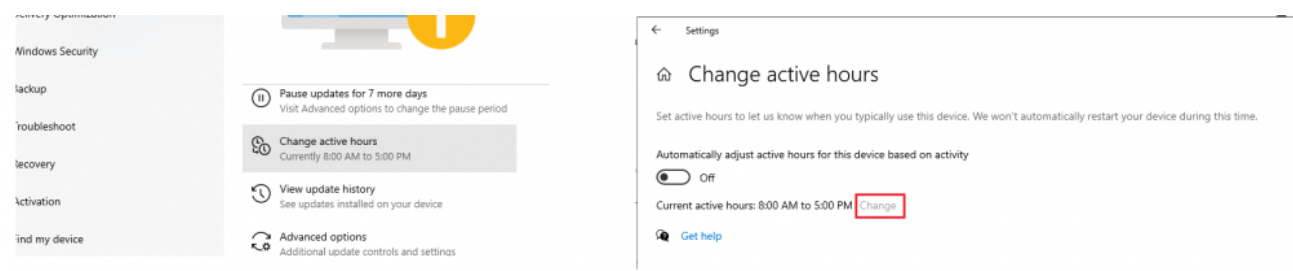 Delivery Optimization
Windows Security
Backup
Troubleshoot
Recovery
Activation
Find my device
Pause updates for 7 more days
Visit Advanced options to change the pause period
Change active hours
Currently 8:00 AM to 5:00 PM
View update history
See updates installed on your device
Advanced options
Additional update controls and settings
Settings
Change active hours
Set active hours to let us know when you typically use this device. We won't automatically restart your device during this time.
Automatically adjust active hours for this device based on activity
Off
Current active hours: 8:00 AM to 5:00 PM Change
Get help